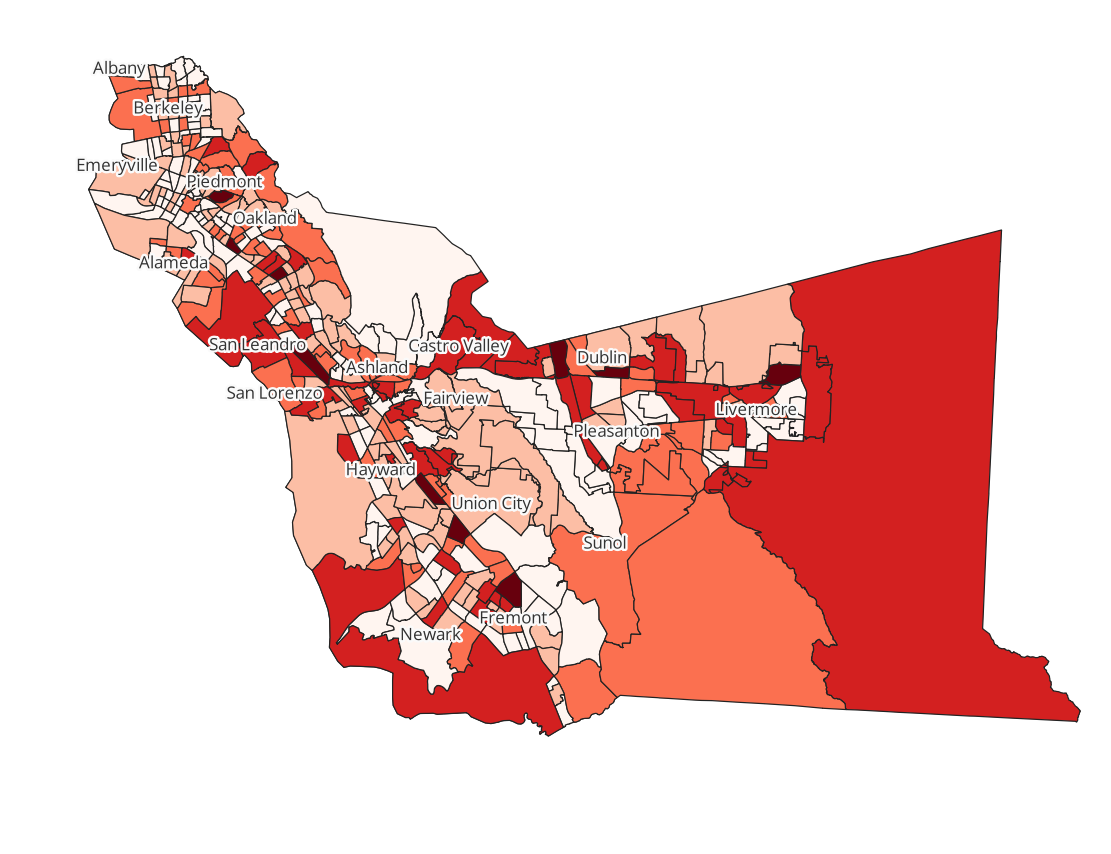 Albany
Berkeley
Emeryville
Piedmont
Oakland
Alameda
San Leandro
Castro Valley
Dublin
Ashland
San Lorenzo
Fairview
Livermore
Pleasanton
Hayward
Union City
Sunol
Fremont
Newark